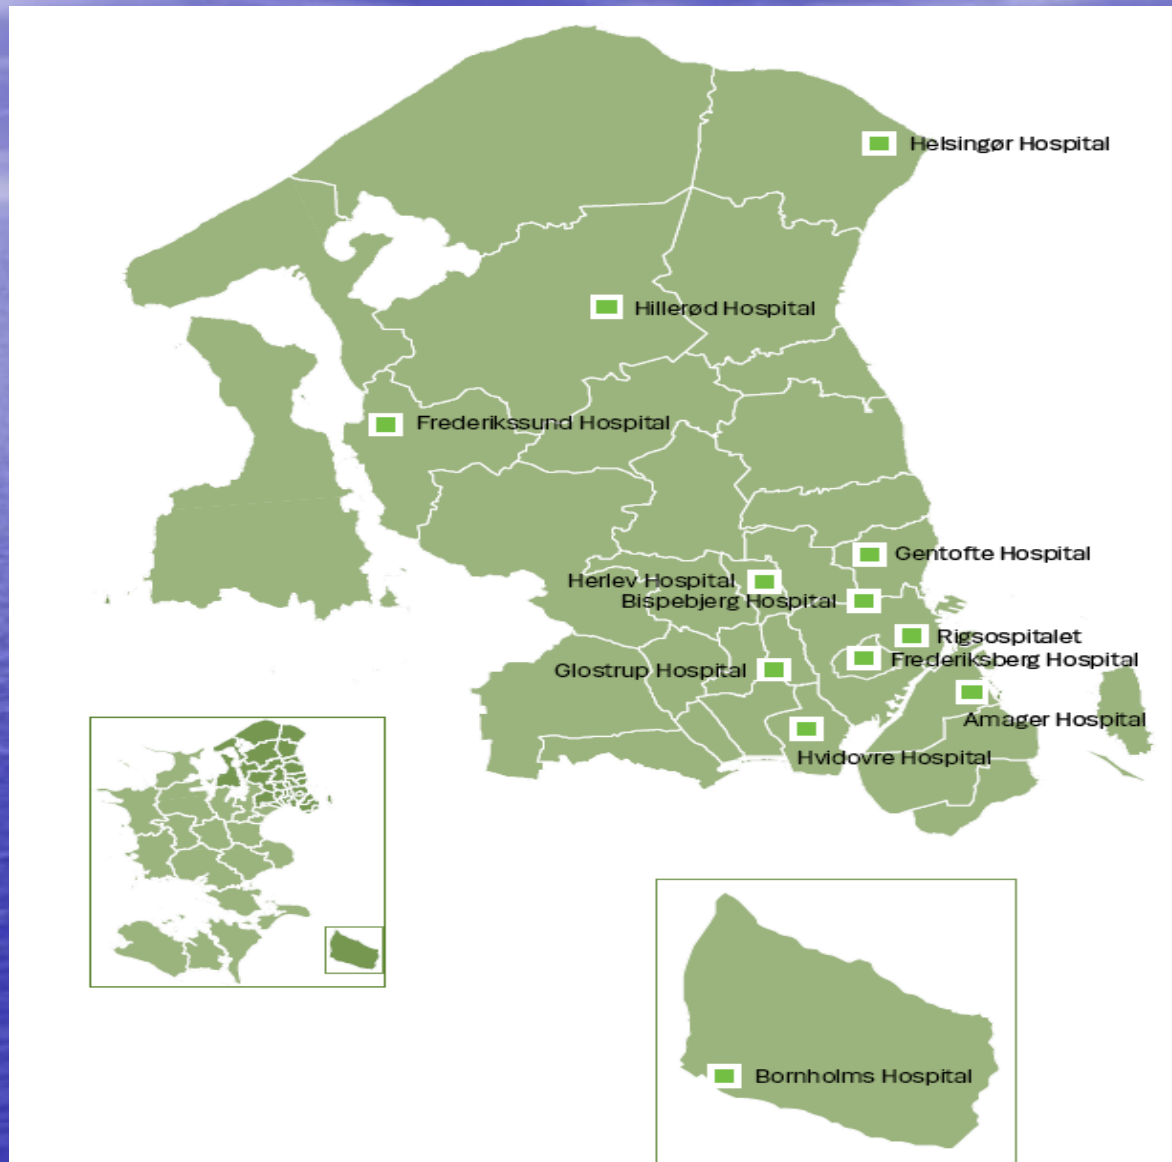 Helsingør Hospital
Hillerød Hospital
Frederikssund Hospital
Gentofte Hospital
Herlev Hospital
Bispebjerg Hospital
Rigsospitalet
Frederiksberg Hospital
Glostrup Hospital
Amager Hospital
Hvidovre Hospital
Bornholms Hospital